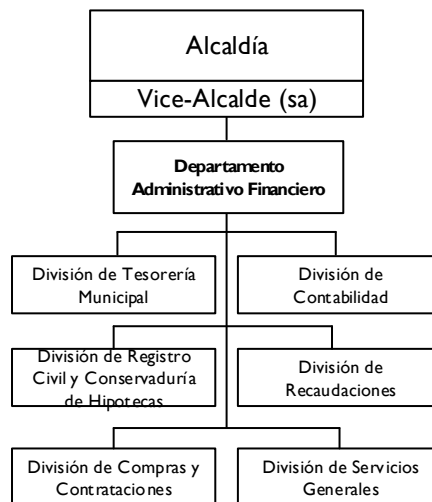 Alcaldía
Vice-Alcalde (sa)
Departamento
Administrativo Financiero
División de Tesorería
Municipal
División de
Contabilidad
División de Registro
Civil y Conservaduría
de Hipotecas
División de
Recaudaciones
División de Compras y
Contrataciones
División de Servicios
Generales